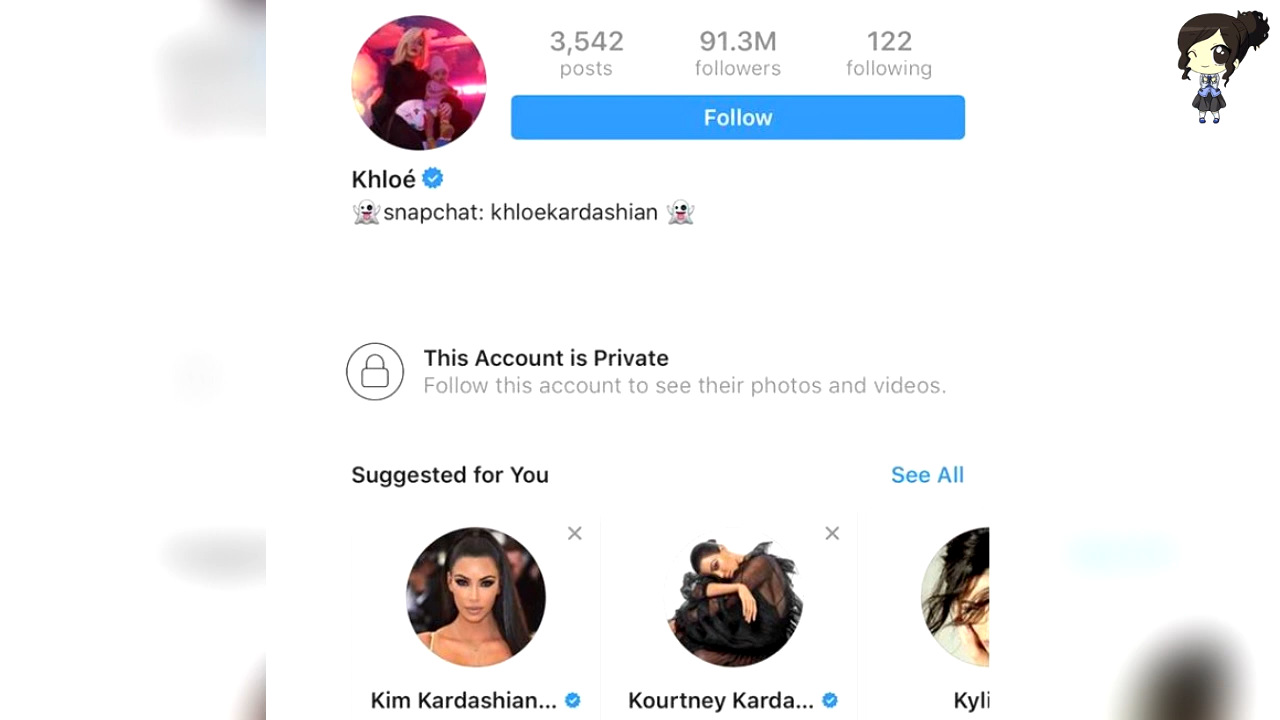 3,542 91.3M 122
posts followers following
Follow
Khloé
👻snapchat: khloekardashian 👻
This Account is Private
Follow this account to see their photos and videos.
Suggested for You See All
Kim Kardashian... Kourtney Karda... Kyli